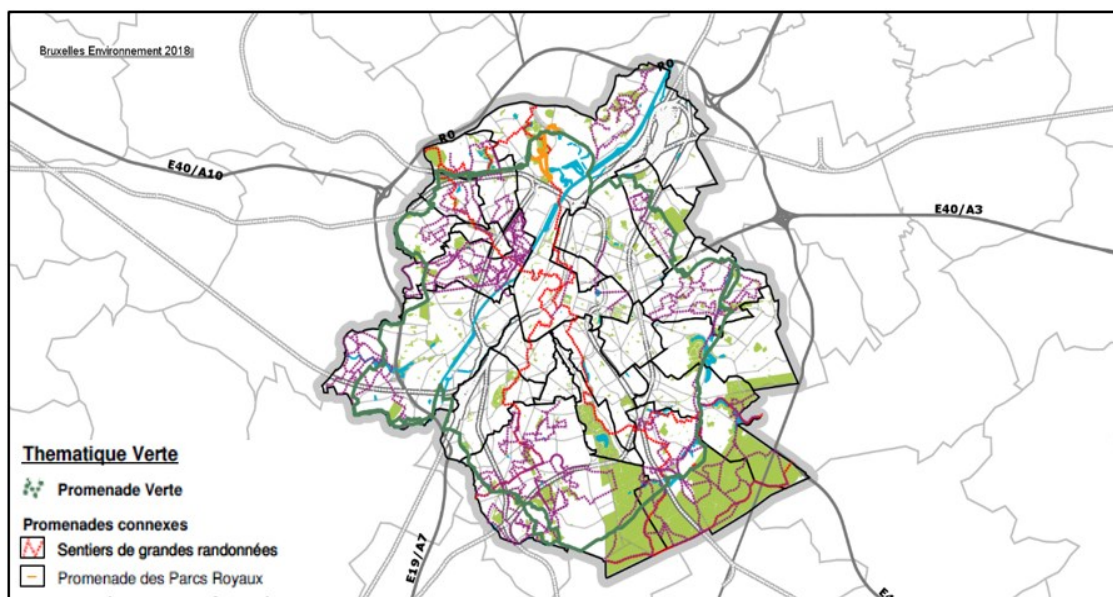 Bruxelles Environnement 2018
R0
R0
E40/A10
E40/A3
Thematique Verte
Promenade Verte
Promenades connexes
Sentiers de grandes randonnées
Promenade des Parcs Royaux
E19/A7